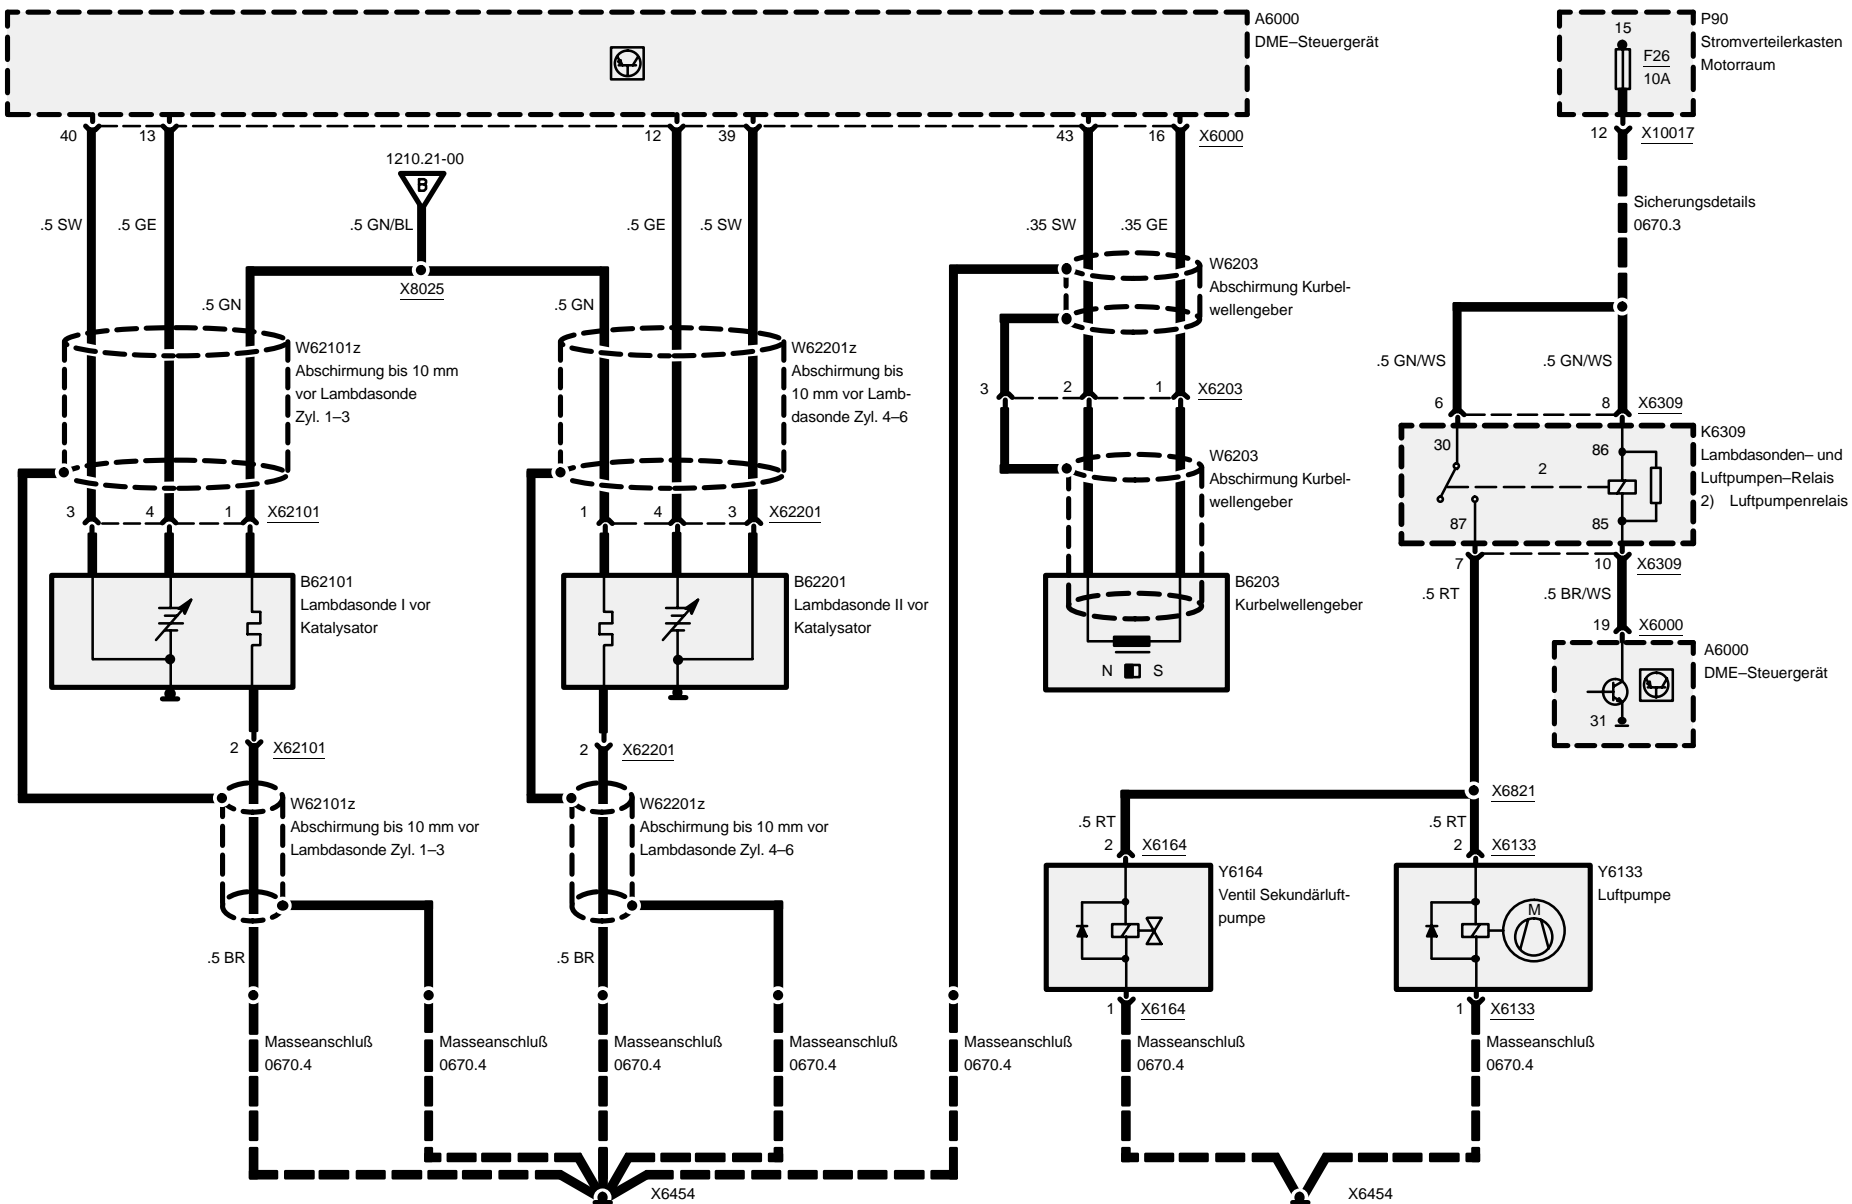 A6000
DME–Steuergerät
P90
Stromverteilerkasten
Motorraum
15
F26
10A
40
13
12
39
43
16
X6000
12
X10017
1210.21-00
B
.5 SW
.5 GE
.5 GN/BL
.5 GE
.5 SW
.35 SW
.35 GE
Sicherungsdetails
0670.3
X8025
.5 GN
.5 GN
W6203
Abschirmung Kurbel-
wellengeber
W62101z
Abschirmung bis 10 mm
vor Lambdasonde
Zyl. 1–3
W62201z
Abschirmung bis
10 mm vor Lamb-
dasonde Zyl. 4–6
.5 GN/WS
.5 GN/WS
3
2
1
X6203
6
8
X6309
W6203
Abschirmung Kurbel-
wellengeber
30
86
2
87
85
K6309
Lambdasonden– und
Luftpumpen–Relais
2) Luftpumpenrelais
3
4
1
X62101
1
4
3
X62201
7
10
X6309
B62101
Lambdasonde I vor
Katalysator
B62201
Lambdasonde II vor
Katalysator
B6203
Kurbelwellengeber
N
S
.5 RT
.5 BR/WS
19
X6000
A6000
DME–Steuergerät
31
2
X62101
2
X62201
W62101z
Abschirmung bis 10 mm vor
Lambdasonde Zyl. 1–3
W62201z
Abschirmung bis 10 mm vor
Lambdasonde Zyl. 4–6
X6821
.5 RT
.5 RT
2
X6164
2
X6133
Y6164
Ventil Sekundärluft-
pumpe
Y6133
Luftpumpe
M
.5 BR
.5 BR
1
X6164
1
X6133
Masseanschluß
0670.4
Masseanschluß
0670.4
Masseanschluß
0670.4
Masseanschluß
0670.4
Masseanschluß
0670.4
Masseanschluß
0670.4
Masseanschluß
0670.4
X6454
X6454